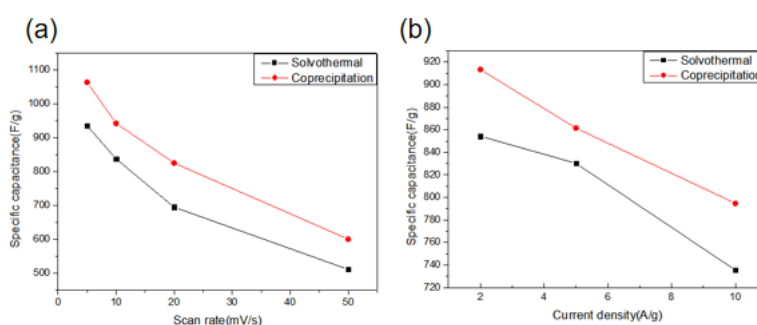 (a)
Solvothermal
Coprecipitation
1100
1000
900
800
700
600
500
Specific capacitance(F/g)
0 10 20 30 40 50
Scan rate(mV/s)
(b)
Solvothermal
Coprecipitation
920
900
880
860
840
820
800
780
760
740
720
Specific capacitance(F/g)
2 4 6 8 10
Current density(A/g)